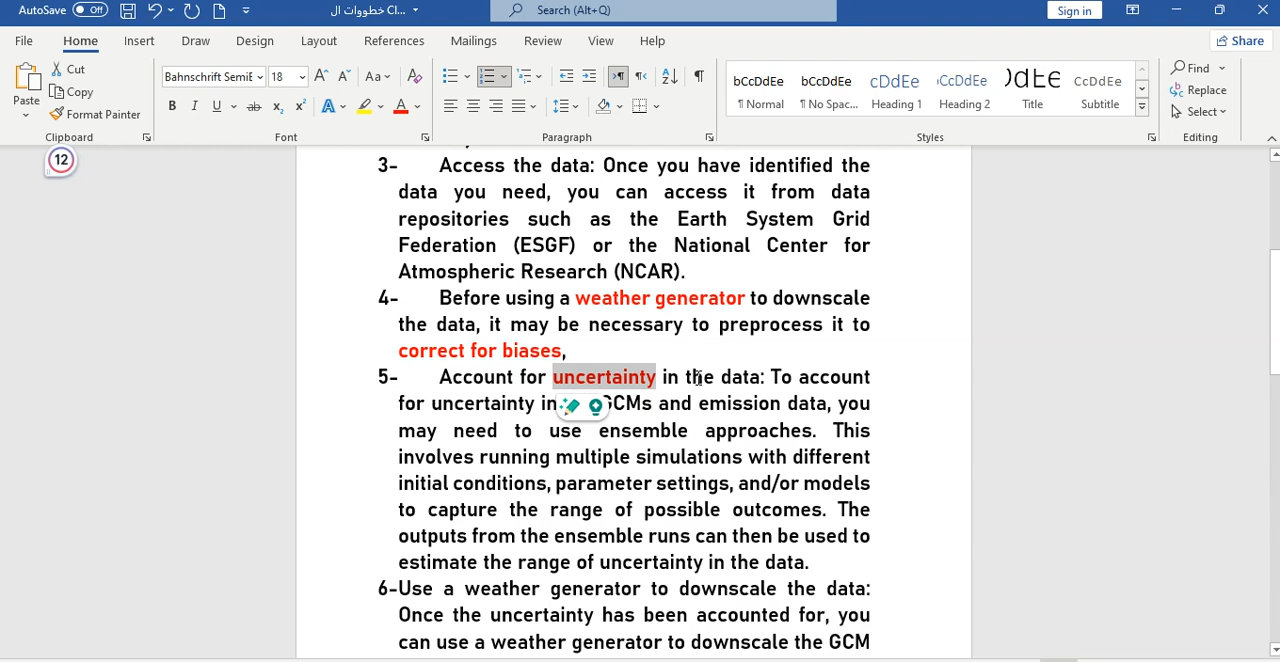 AutoSave Off خطووات ال Cl... Search (Alt+Q) Sign in
File Home Insert Draw Design Layout References Mailings Review View Help Share
Paste Cut Copy Format Painter
Bahnschrift SemiE 18
AaBbCcDdEe
Clipboard Font Paragraph Styles Editing
¶ Normal ¶ No Spac... Heading 1 Heading 2 Title Subtitle
Find Replace Select
12
3- Access the data: Once you have identified the
data you need, you can access it from data
repositories such as the Earth System Grid
Federation (ESGF) or the National Center for
Atmospheric Research (NCAR).
4- Before using a weather generator to downscale
the data, it may be necessary to preprocess it to
correct for biases,
5- Account for uncertainty in the data: To account
for uncertainty in GCMs and emission data, you
may need to use ensemble approaches. This
involves running multiple simulations with different
initial conditions, parameter settings, and/or models
to capture the range of possible outcomes. The
outputs from the ensemble runs can then be used to
estimate the range of uncertainty in the data.
6-Use a weather generator to downscale the data:
Once the uncertainty has been accounted for, you
can use a weather generator to downscale the GCM